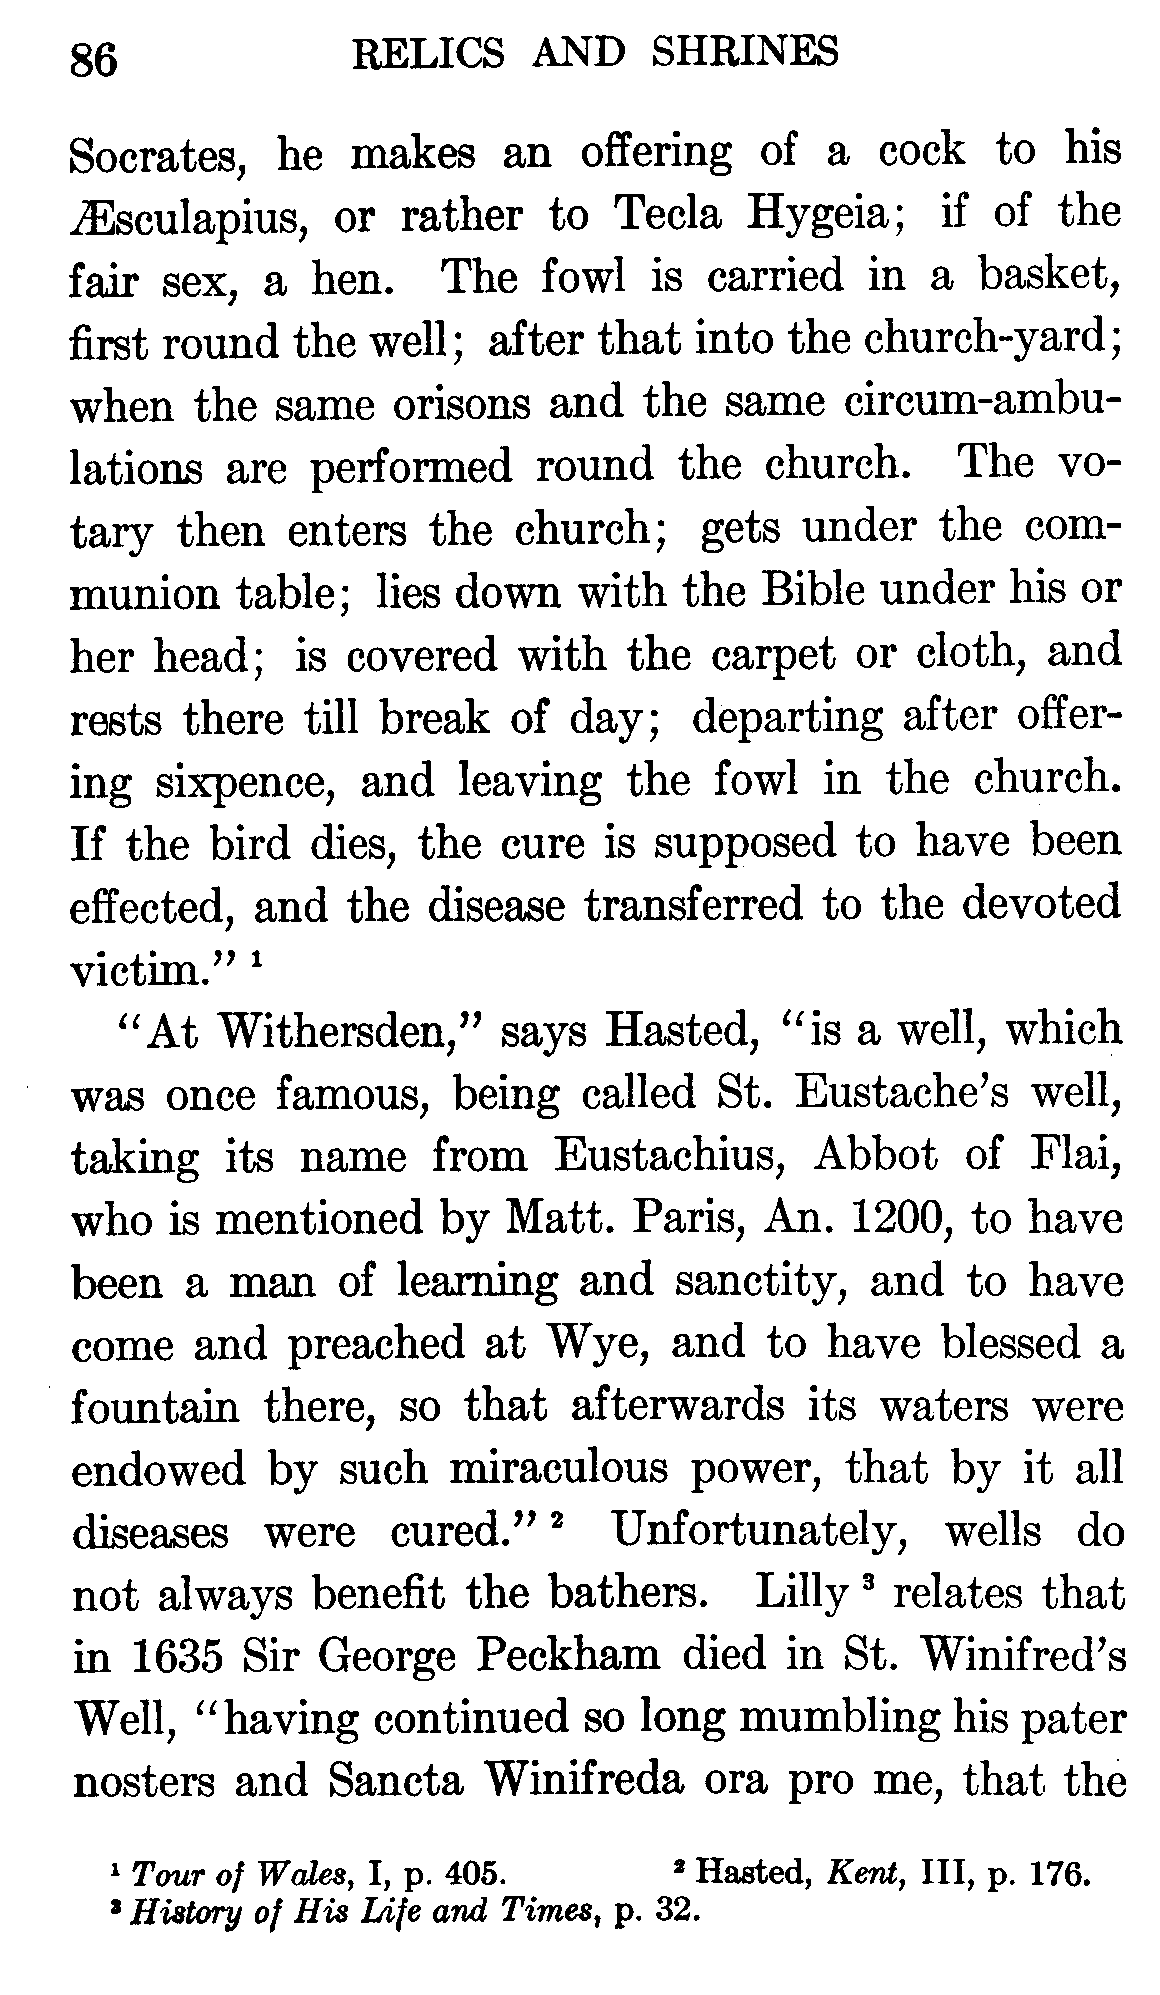 86 RELICS AND SHRINES
Socrates, he makes an offering of a cock to his
Æsculapius, or rather to Tecla Hygeia; if of the
fair sex, a hen. The fowl is carried in a basket,
first round the well; after that into the church-yard;
when the same orisons and the same circum-ambu-
lations are performed round the church. The vo-
tary then enters the church; gets under the com-
munion table; lies down with the Bible under his or
her head; is covered with the carpet or cloth, and
rests there till break of day; departing after offer-
ing sixpence, and leaving the fowl in the church.
If the bird dies, the cure is supposed to have been
effected, and the disease transferred to the devoted
victim." ¹
"At Withersden," says Hasted, "is a well, which
was once famous, being called St. Eustache's well,
taking its name from Eustachius, Abbot of Flai,
who is mentioned by Matt. Paris, An. 1200, to have
been a man of learning and sanctity, and to have
come and preached at Wye, and to have blessed a
fountain there, so that afterwards its waters were
endowed by such miraculous power, that by it all
diseases were cured." ² Unfortunately, wells do
not always benefit the bathers. Lilly ³ relates that
in 1635 Sir George Peckham died in St. Winifred's
Well, "having continued so long mumbling his pater
nosters and Sancta Winifreda ora pro me, that the
¹ Tour of Wales, I, p. 405. ² Hasted, Kent, III, p. 176.
³ History of His Life and Times, p. 32.